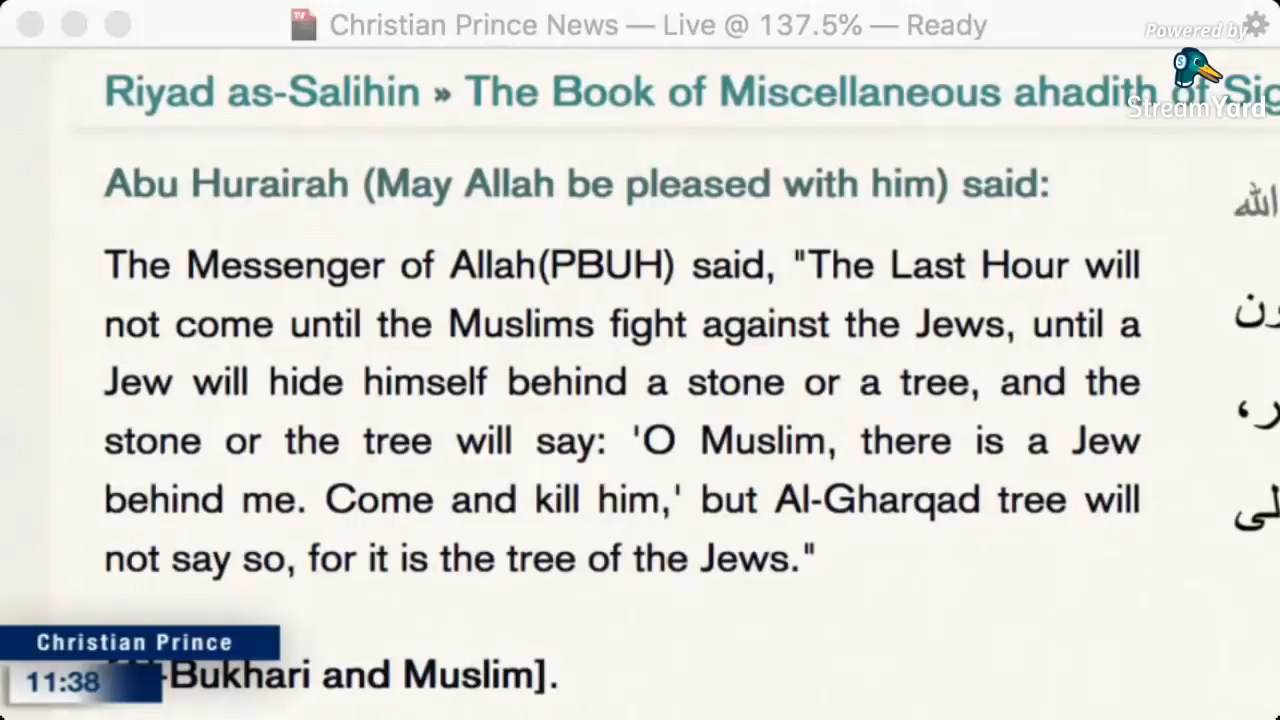 Christian Prince News — Live @ 137.5% — Ready
Powered by
StreamYard
Riyad as-Salihin » The Book of Miscellaneous ahadith of
Abu Hurairah (May Allah be pleased with him) said:
الله
The Messenger of Allah(PBUH) said, "The Last Hour will
not come until the Muslims fight against the Jews, until a
Jew will hide himself behind a stone or a tree, and the
stone or the tree will say: 'O Muslim, there is a Jew
behind me. Come and kill him,' but Al-Gharqad tree will
not say so, for it is the tree of the Jews."
Christian Prince
11:38
-Bukhari and Muslim].